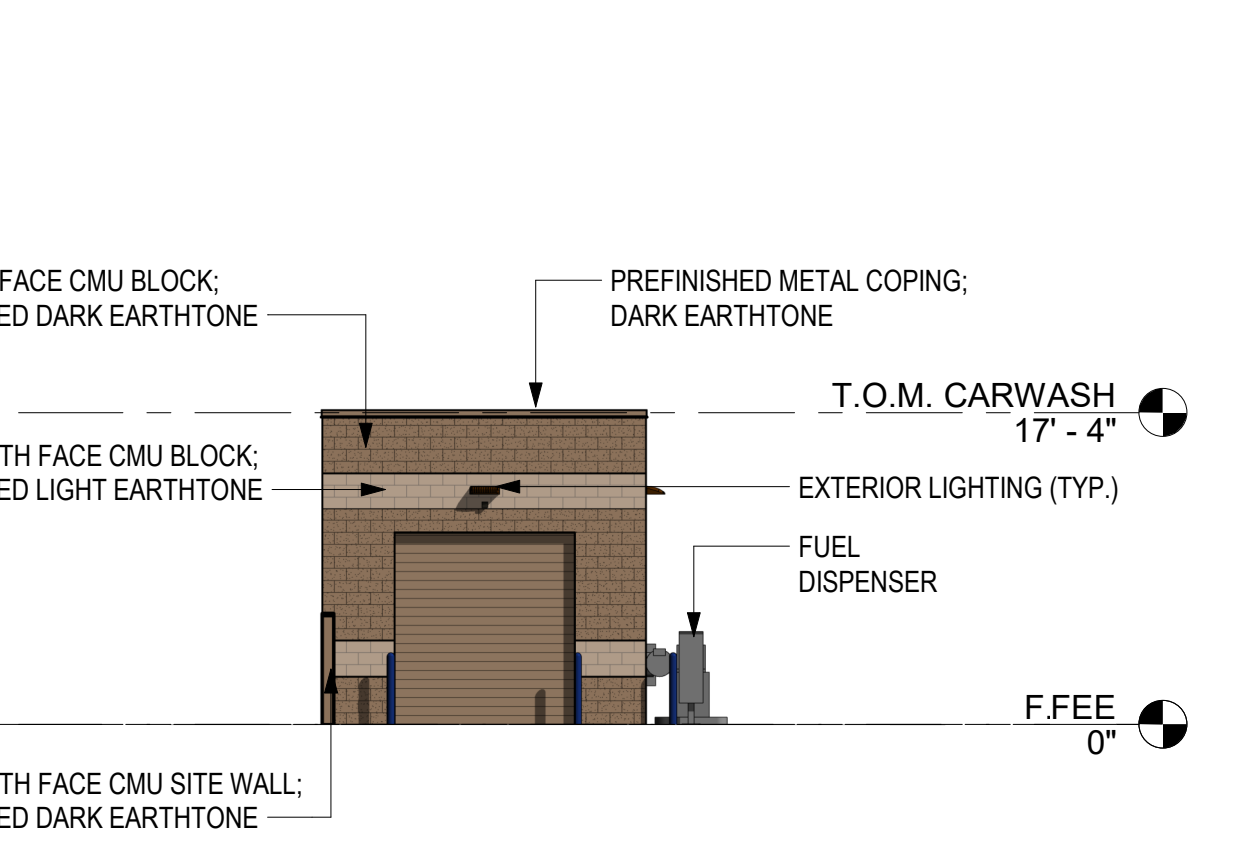 FACE CMU BLOCK;
ED DARK EARTHTONE
PREFINISHED METAL COPING;
DARK EARTHTONE
T.O.M. CARWASH
17' - 4"
TH FACE CMU BLOCK;
ED LIGHT EARTHTONE
EXTERIOR LIGHTING (TYP.)
FUEL
DISPENSER
F.FEE
0"
TH FACE CMU SITE WALL;
ED DARK EARTHTONE